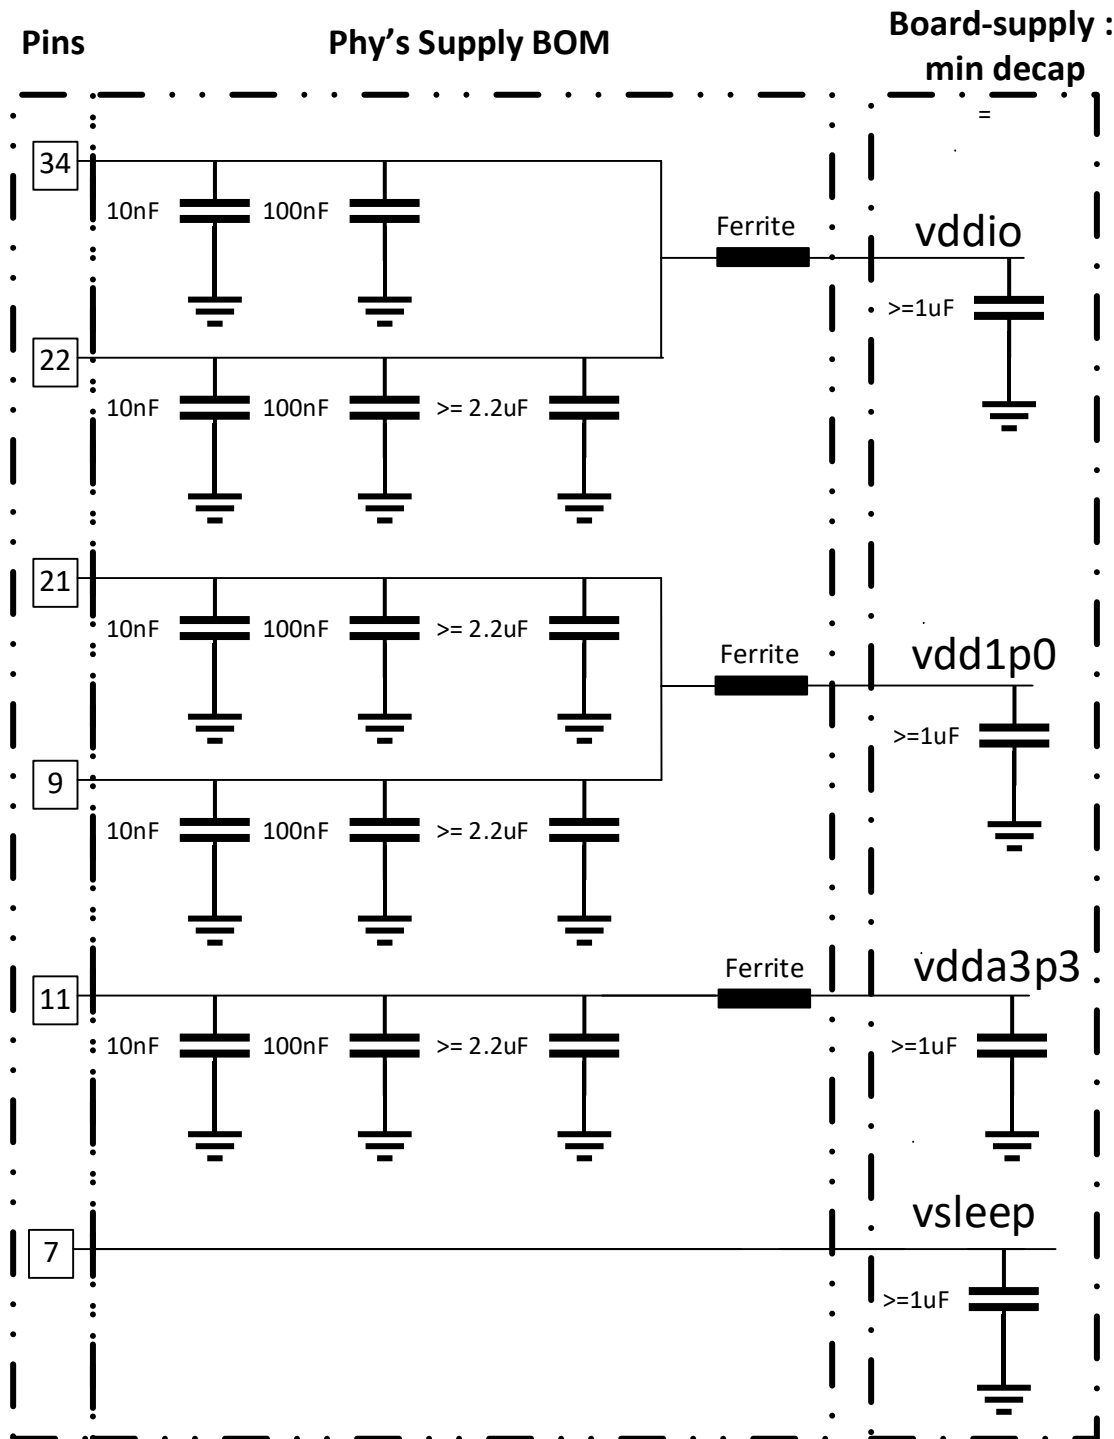 Pins
Phy's Supply BOM
Board-supply :
min decap
=
34
10nF
100nF
Ferrite
vddio
>=1uF
22
10nF
100nF
>= 2.2uF
21
10nF
100nF
>= 2.2uF
Ferrite
vdd1p0
>=1uF
9
10nF
100nF
>= 2.2uF
11
10nF
100nF
>= 2.2uF
Ferrite
vdda3p3
>=1uF
7
vsleep
>=1uF